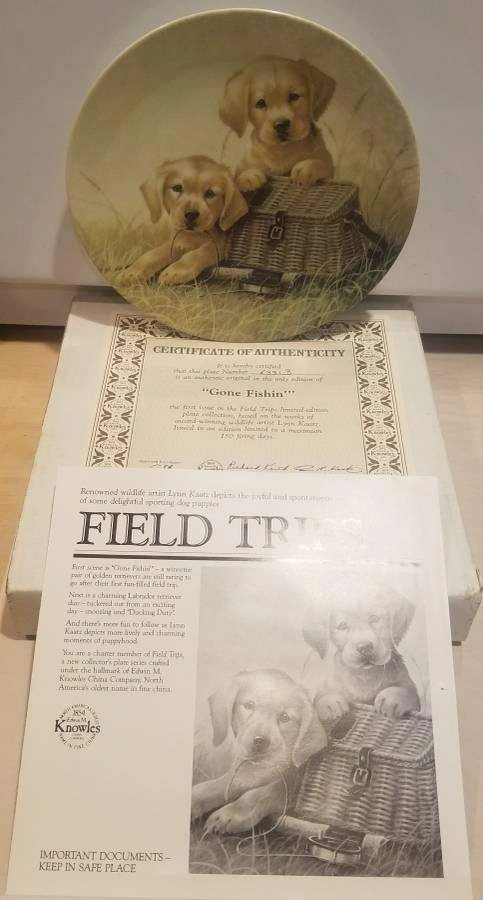 CERTIFICATE OF AUTHENTICITY
It is hereby certified
that this plate Number
is an authentic original in the only edition of
"Gone Fishin'"
the first issue in the Field Trips limited-edition
plate collection, based on the works of
award-winning wildlife artist Lynn Kaatz.
Issued in an edition limited to a maximum
150 firing days.
Renowned wildlife artist Lynn Kaatz depicts the joyful and
of some delightful sporting dog puppies
FIELD TRIPS
First scene is "Gone Fishin'" – a winsome
pair of golden retrievers are still raring to
go after their first fun-filled field trip.
Next is a charming Labrador retriever
duo – tuckered out from an exciting
day – snoozing and "Ducking Duty".
And there's more fun to follow as Lynn
Kaatz depicts more lively and charming
moments of puppyhood.
You are a charter member of Field Trips,
a new collector's plate series crafted
under the hallmark of Edwin M.
Knowles China Company, North
America's oldest name in fine china.
1854
Edwin M.
Knowles
IMPORTANT DOCUMENTS –
KEEP IN SAFE PLACE